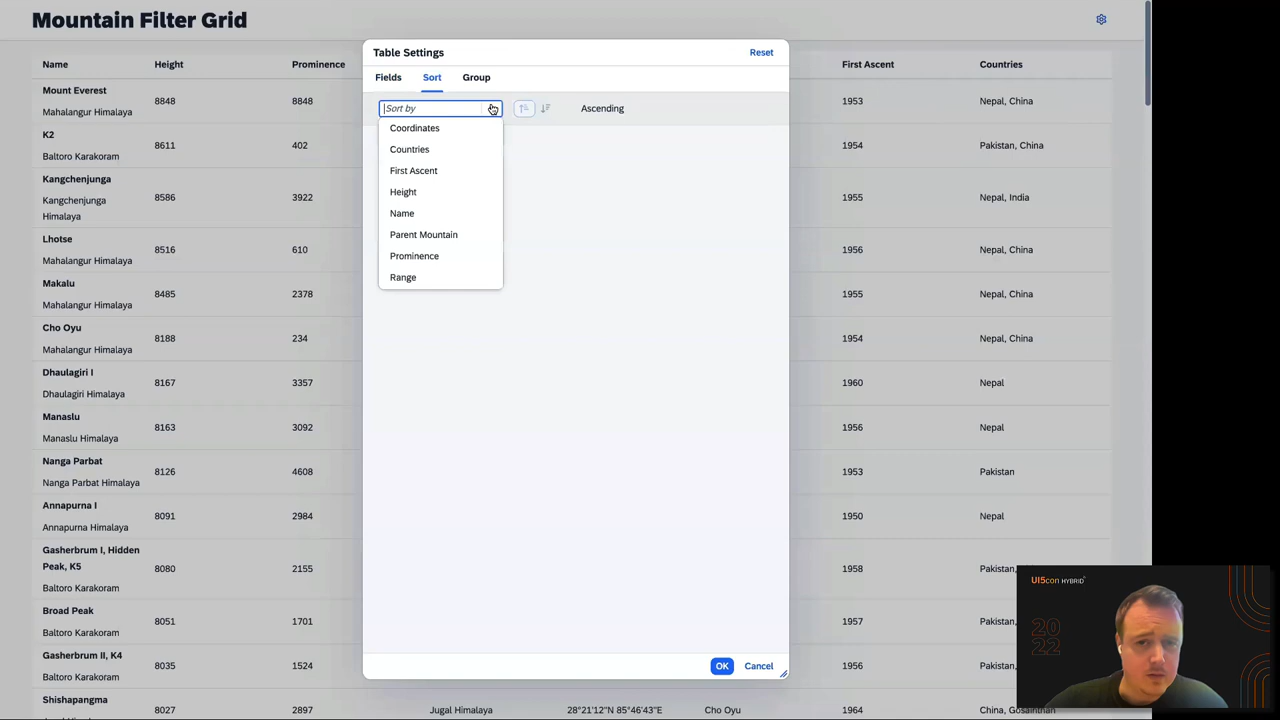 Mountain Filter Grid
Table Settings
Reset
Fields Sort Group
Sort by
Ascending
Coordinates
Countries
First Ascent
Height
Name
Parent Mountain
Prominence
Range
OK Cancel
Name Height Prominence First Ascent Countries
Mount Everest
Mahalangur Himalaya
8848 8848 1953 Nepal, China
K2
Baltoro Karakoram
8611 402 1954 Pakistan, China
Kangchenjunga
Kangchenjunga
Himalaya
8586 3922 1955 Nepal, India
Lhotse
Mahalangur Himalaya
8516 610 1956 Nepal, China
Makalu
Mahalangur Himalaya
8485 2378 1955 Nepal, China
Cho Oyu
Mahalangur Himalaya
8188 234 1954 Nepal, China
Dhaulagiri I
Dhaulagiri Himalaya
8167 3357 1960 Nepal
Manaslu
Manaslu Himalaya
8163 3092 1956 Nepal
Nanga Parbat
Nanga Parbat Himalaya
8126 4608 1953 Pakistan
Annapurna I
Annapurna Himalaya
8091 2984 1950 Nepal
Gasherbrum I, Hidden
Peak, K5
Baltoro Karakoram
8080 2155 1958 Pakistan,
Broad Peak
Baltoro Karakoram
8051 1701 1957 Pakistan,
Gasherbrum II, K4
Baltoro Karakoram
8035 1524 1956 Pakistan,
Shishapangma
8027 2897 Jugal Himalaya 28°21'12"N 85°46'43"E Cho Oyu 1964 China, Gosainthan
UI5con HYBRID
20
22